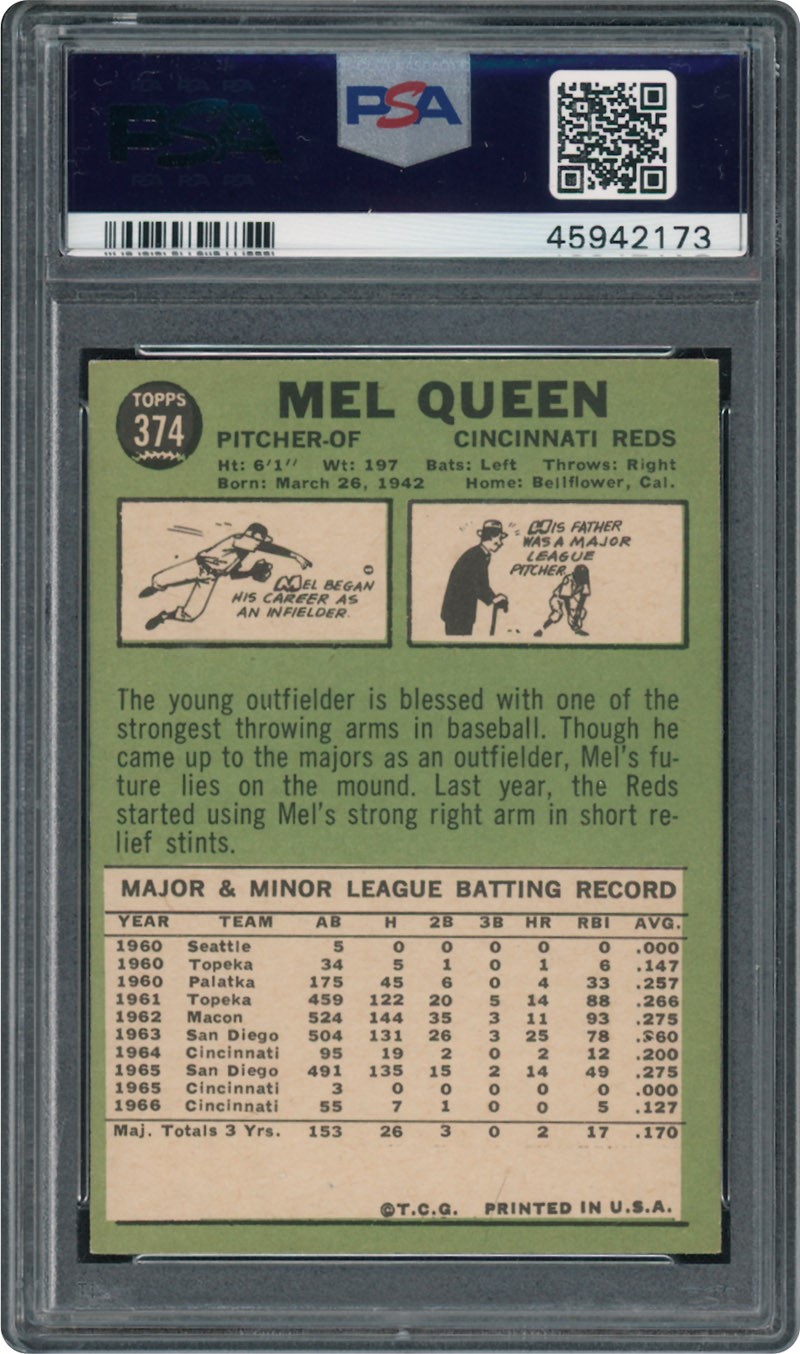 PSA
PSA
45942173
TOPPS
374
MEL QUEEN
PITCHER-OF CINCINNATI REDS
Ht: 6'1" Wt: 197 Bats: Left Throws: Right
Born: March 26, 1942 Home: Bellflower, Cal.
MEL BEGAN
HIS CAREER AS
AN INFIELDER.
HIS FATHER
WAS A MAJOR
LEAGUE
PITCHER
The young outfielder is blessed with one of the
strongest throwing arms in baseball. Though he
came up to the majors as an outfielder, Mel's fu-
ture lies on the mound. Last year, the Reds
started using Mel's strong right arm in short re-
lief stints.
MAJOR & MINOR LEAGUE BATTING RECORD
YEAR TEAM AB H 2B 3B HR RBI AVG.
1960 Seattle 5 0 0 0 0 0 .000
1960 Topeka 34 5 1 0 1 6 .147
1960 Palatka 175 45 6 0 4 33 .257
1961 Topeka 459 122 20 5 14 88 .266
1962 Macon 524 144 35 3 11 93 .275
1963 San Diego 504 131 26 3 25 78 .260
1964 Cincinnati 95 19 2 0 2 12 .200
1965 San Diego 491 135 15 2 14 49 .275
1965 Cincinnati 3 0 0 0 0 0 .000
1966 Cincinnati 55 7 1 0 0 5 .127
Maj. Totals 3 Yrs. 153 26 3 0 2 17 .170
©T.C.G. PRINTED IN U.S.A.